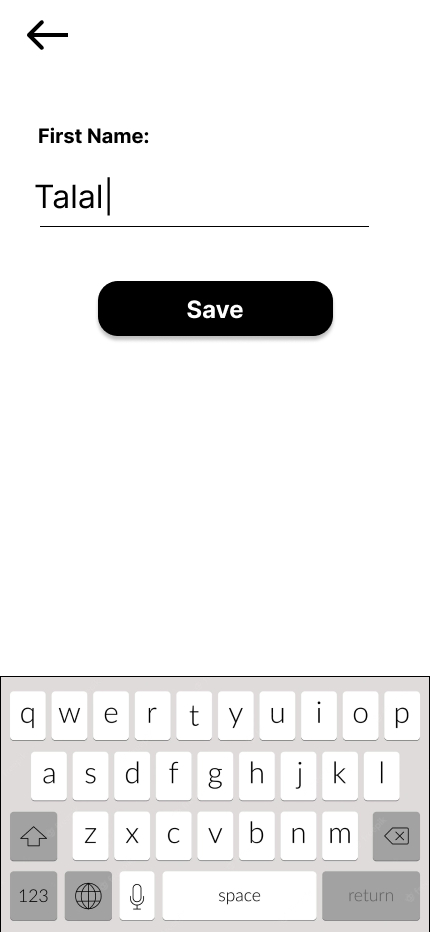 First Name:
Talal
Save
q w e r t y u i o p
a s d f g h j k l
z x c v b n m
123 space return